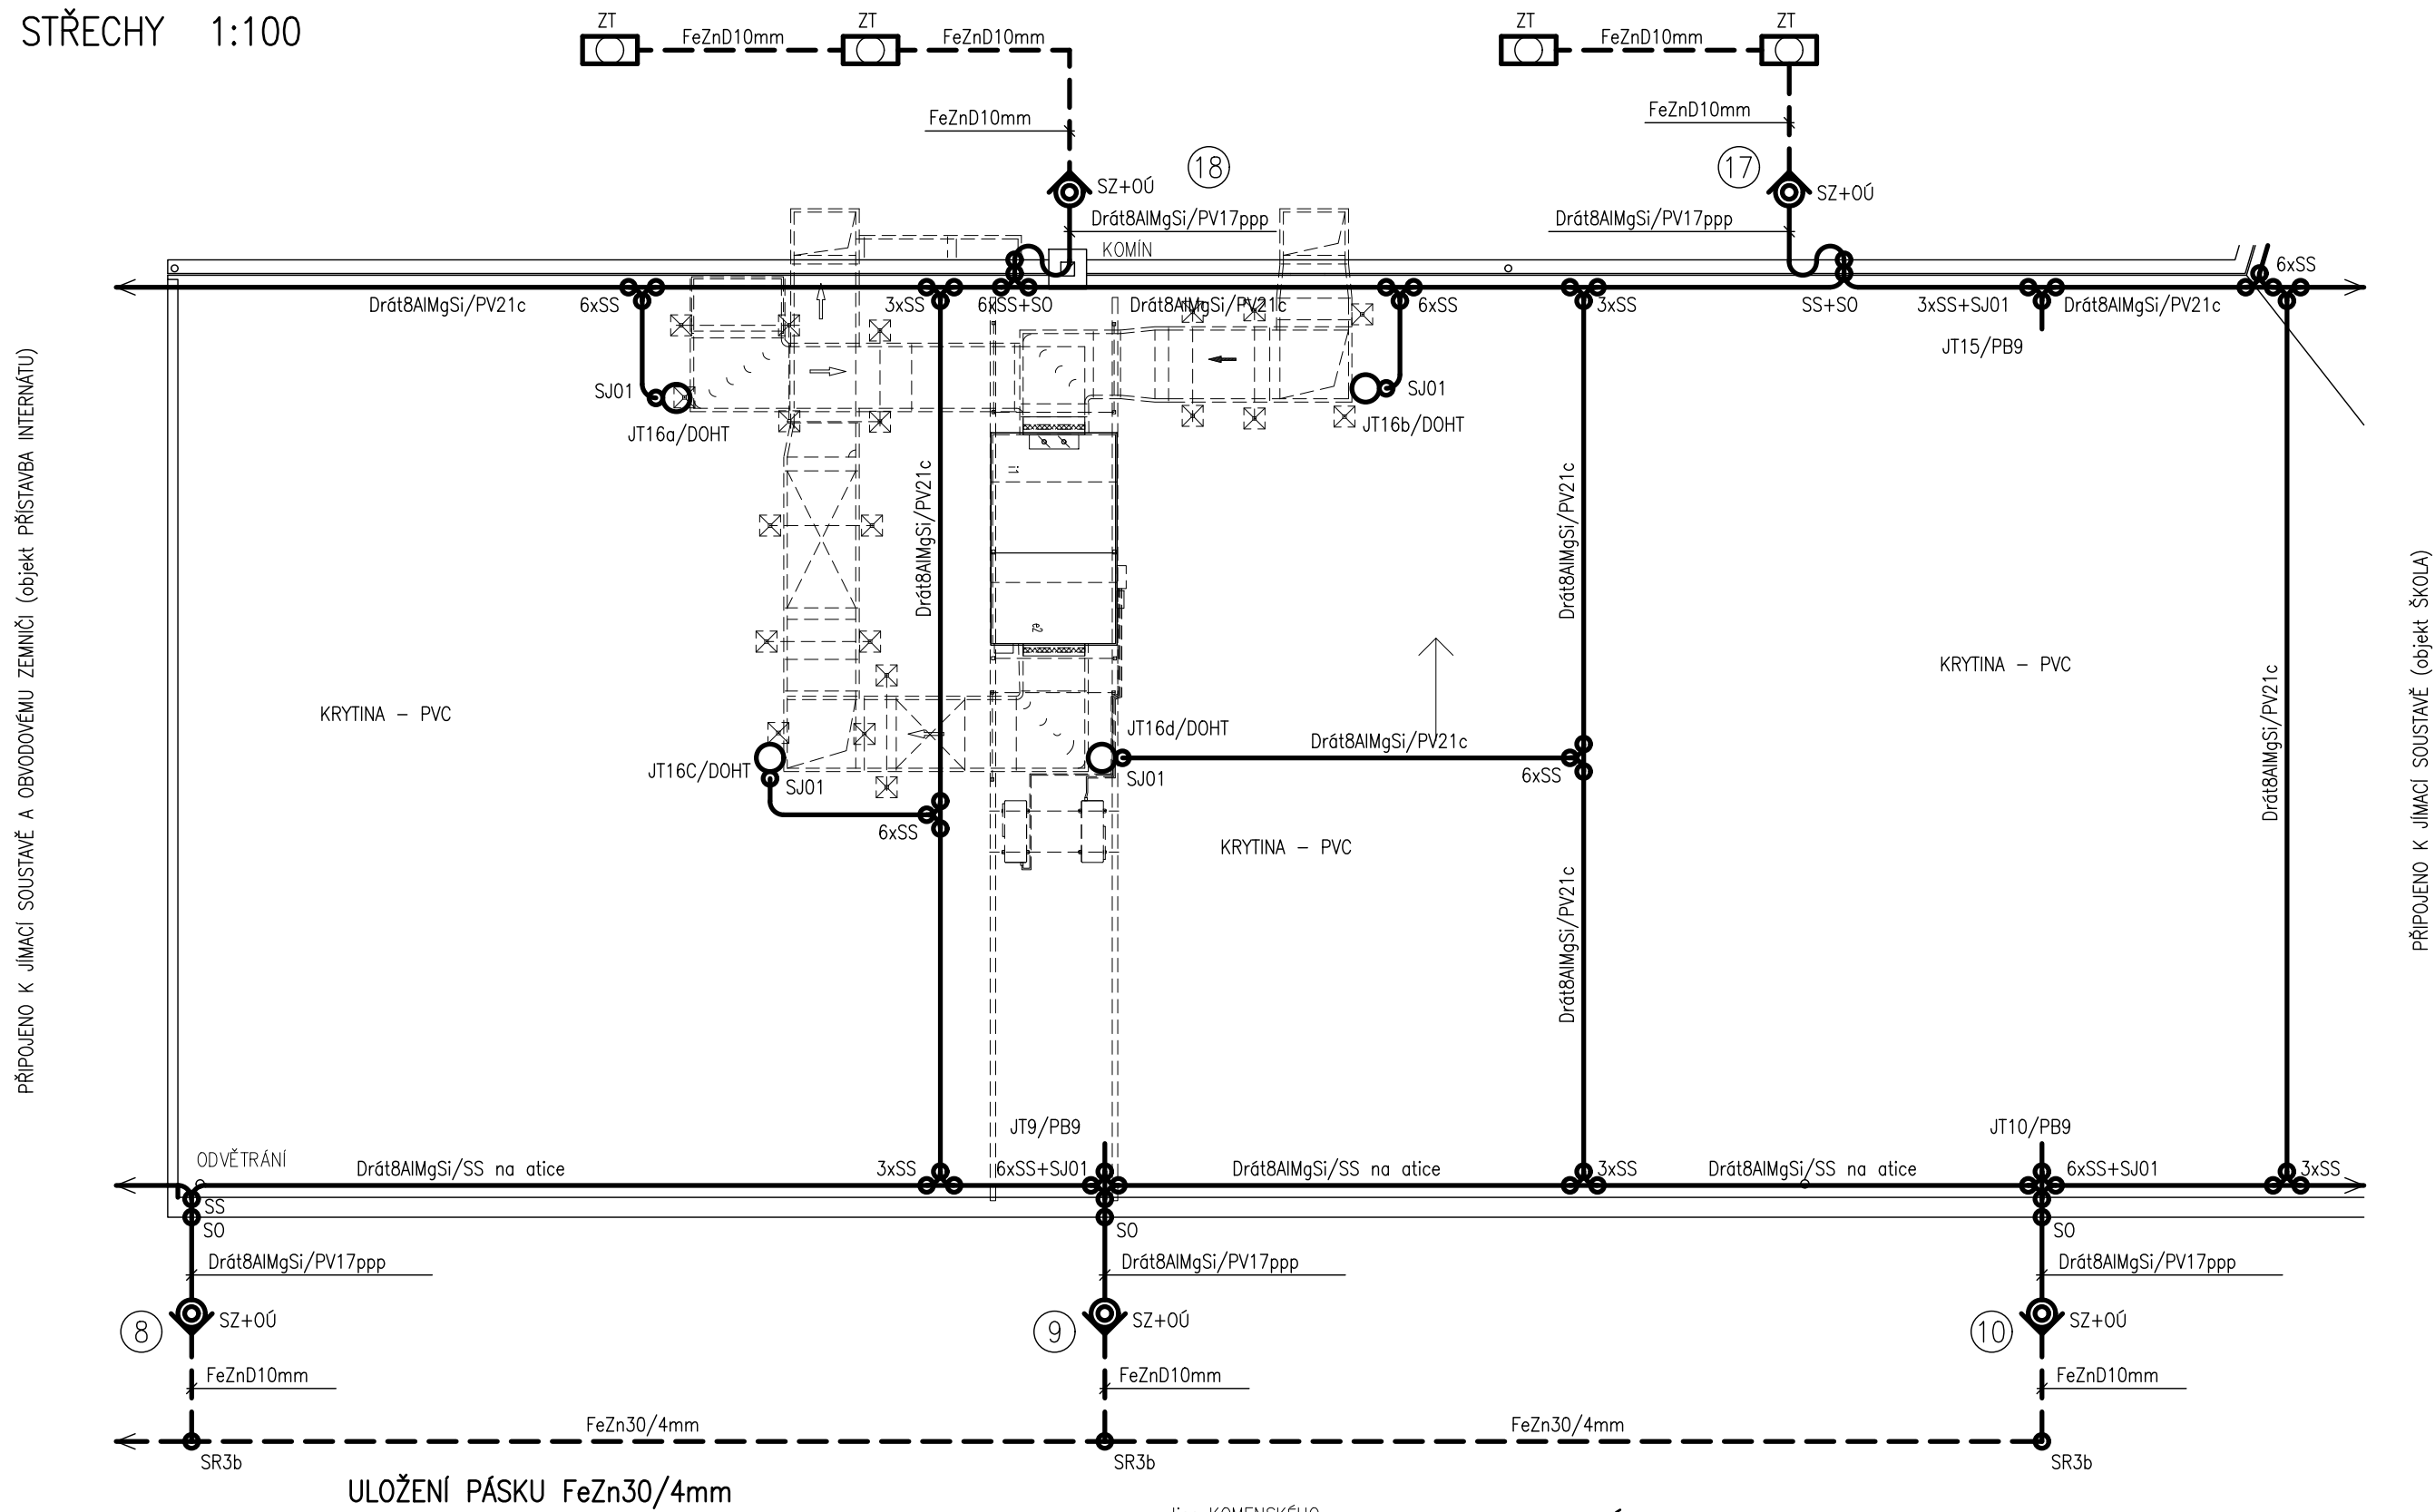 STŘECHY 1:100
ZT
FeZnD10mm
ZT
FeZnD10mm
ZT
FeZnD10mm
ZT
FeZnD10mm
FeZnD10mm
18
SZ+OÚ
17
SZ+OÚ
Drát8AlMgSi/PV17ppp
Drát8AlMgSi/PV17ppp
KOMÍN
6xSS
Drát8AlMgSi/PV21c
6xSS
3xSS
6xSS+SO
Drát8AlMgSi/PV21c
6xSS
3xSS
SS+SO
3xSS+SJ01
Drát8AlMgSi/PV21c
JT15/PB9
SJ01
JT16a/DOHT
SJ01
JT16b/DOHT
i1
e2
Drát8AlMgSi/PV21c
Drát8AlMgSi/PV21c
Drát8AlMgSi/PV21c
PŘIPOJENO K JÍMACÍ SOUSTAVĚ A OBVODOVÉMU ZEMNIČI (objekt PŘÍSTAVBA INTERNÁTU)
PŘIPOJENO K JÍMACÍ SOUSTAVĚ (objekt ŠKOLA)
KRYTINA – PVC
KRYTINA – PVC
JT16d/DOHT
Drát8AlMgSi/PV21c
JT16C/DOHT
SJ01
SJ01
6xSS
6xSS
KRYTINA – PVC
Drát8AlMgSi/PV21c
JT9/PB9
JT10/PB9
ODVĚTRÁNÍ
Drát8AlMgSi/SS na atice
3xSS
6xSS+SJ01
Drát8AlMgSi/SS na atice
3xSS
Drát8AlMgSi/SS na atice
6xSS+SJ01
3xSS
SS
SO
SO
SO
Drát8AlMgSi/PV17ppp
Drát8AlMgSi/PV17ppp
Drát8AlMgSi/PV17ppp
8
SZ+OÚ
9
SZ+OÚ
10
SZ+OÚ
FeZnD10mm
FeZnD10mm
FeZnD10mm
FeZn30/4mm
FeZn30/4mm
SR3b
SR3b
SR3b
ULOŽENÍ PÁSKU FeZn30/4mm
KOMENSKÉHO